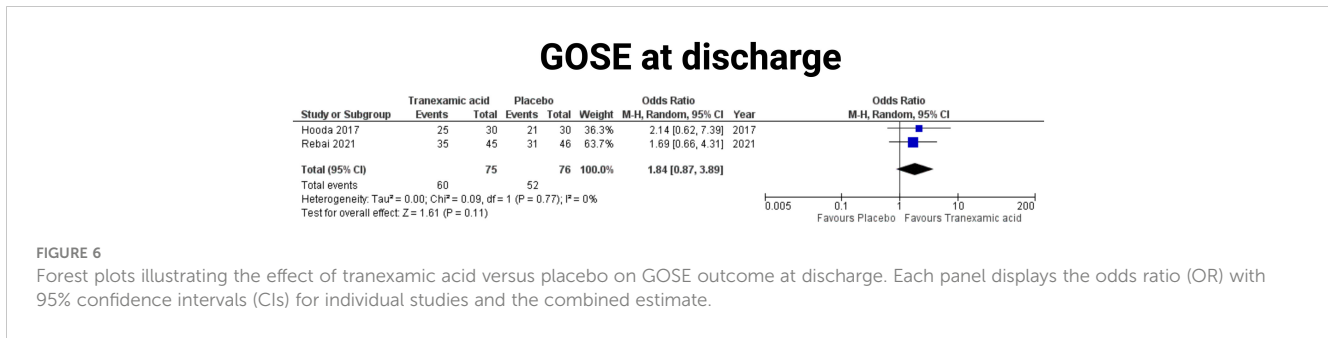 GOSE at discharge
Tranexamic acid Placebo Odds Ratio Odds Ratio
Study or Subgroup Events Total Events Total Weight M-H, Random, 95% CI Year M-H, Random, 95% CI
Hooda 2017 25 30 21 30 36.3% 2.14 [0.62, 7.39] 2017
Rebai 2021 35 45 31 46 63.7% 1.69 [0.66, 4.31] 2021
Total (95% CI) 75 76 100.0% 1.84 [0.87, 3.89]
Total events 60 52
Heterogeneity: Tau² = 0.00; Chi² = 0.09, df = 1 (P = 0.77); I² = 0%
Test for overall effect: Z = 1.61 (P = 0.11)
0.005 0.1 1 10 200
Favours Placebo Favours Tranexamic acid
FIGURE 6
Forest plots illustrating the effect of tranexamic acid versus placebo on GOSE outcome at discharge. Each panel displays the odds ratio (OR) with
95% confidence intervals (CIs) for individual studies and the combined estimate.